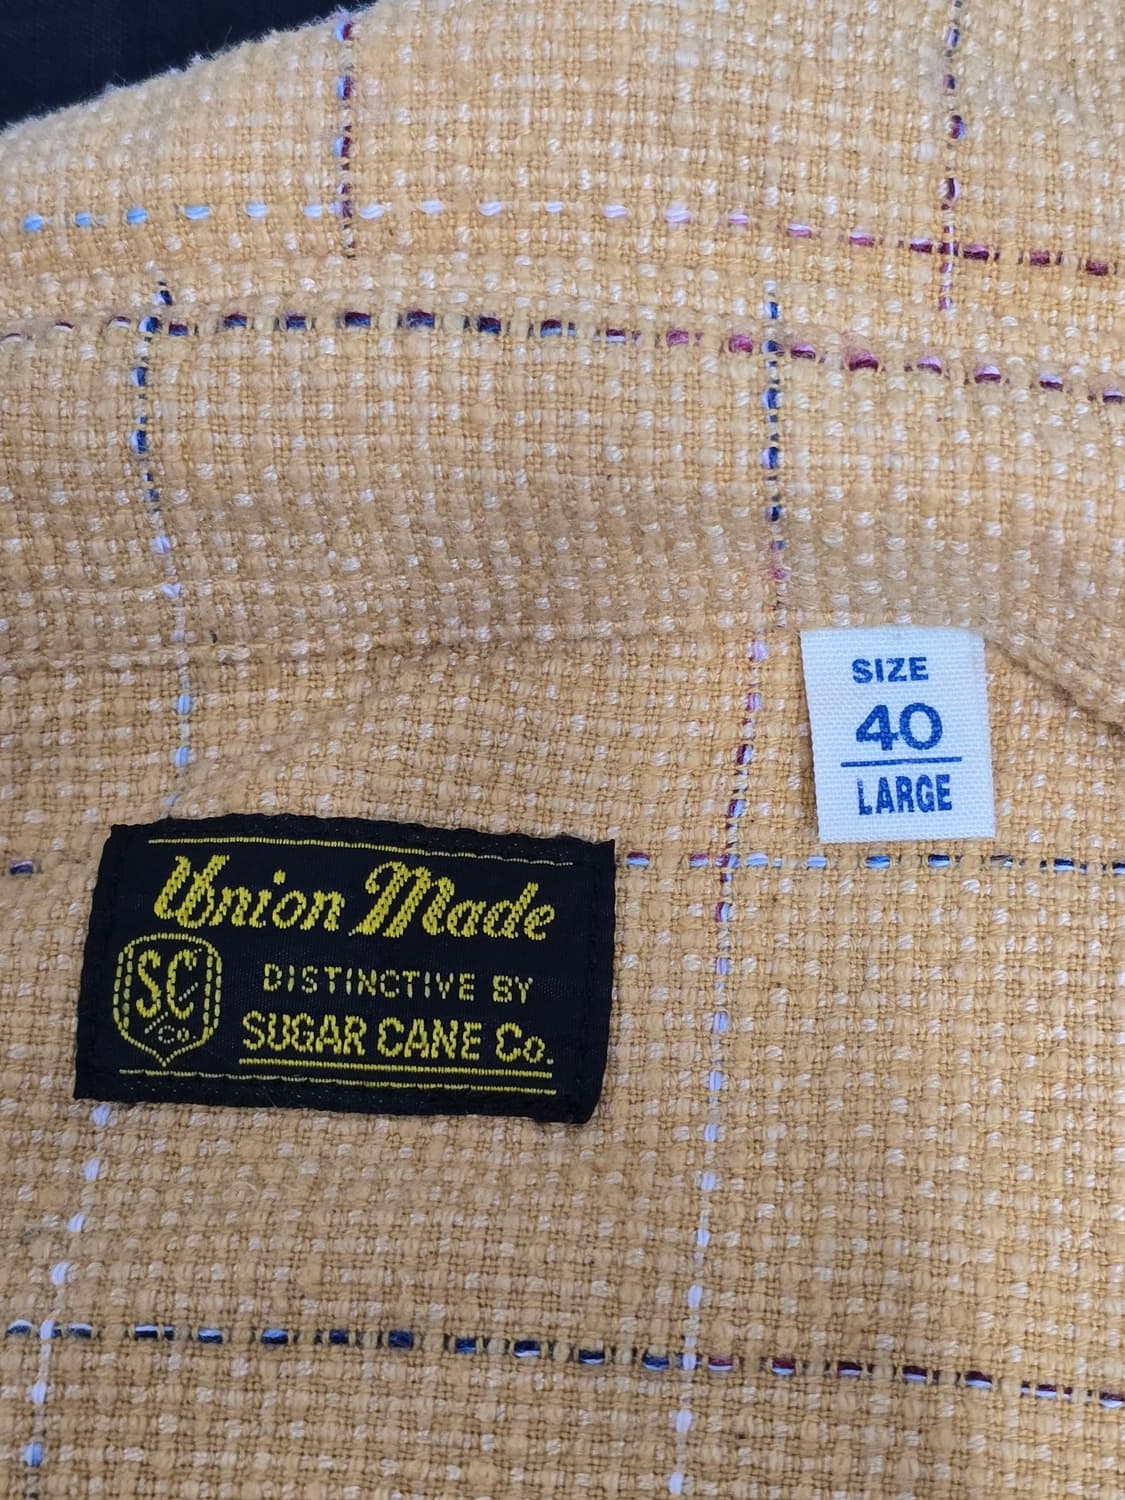 SIZE
40
LARGE
Union Made
SC
Co
DISTINCTIVE BY
SUGAR CANE Co.